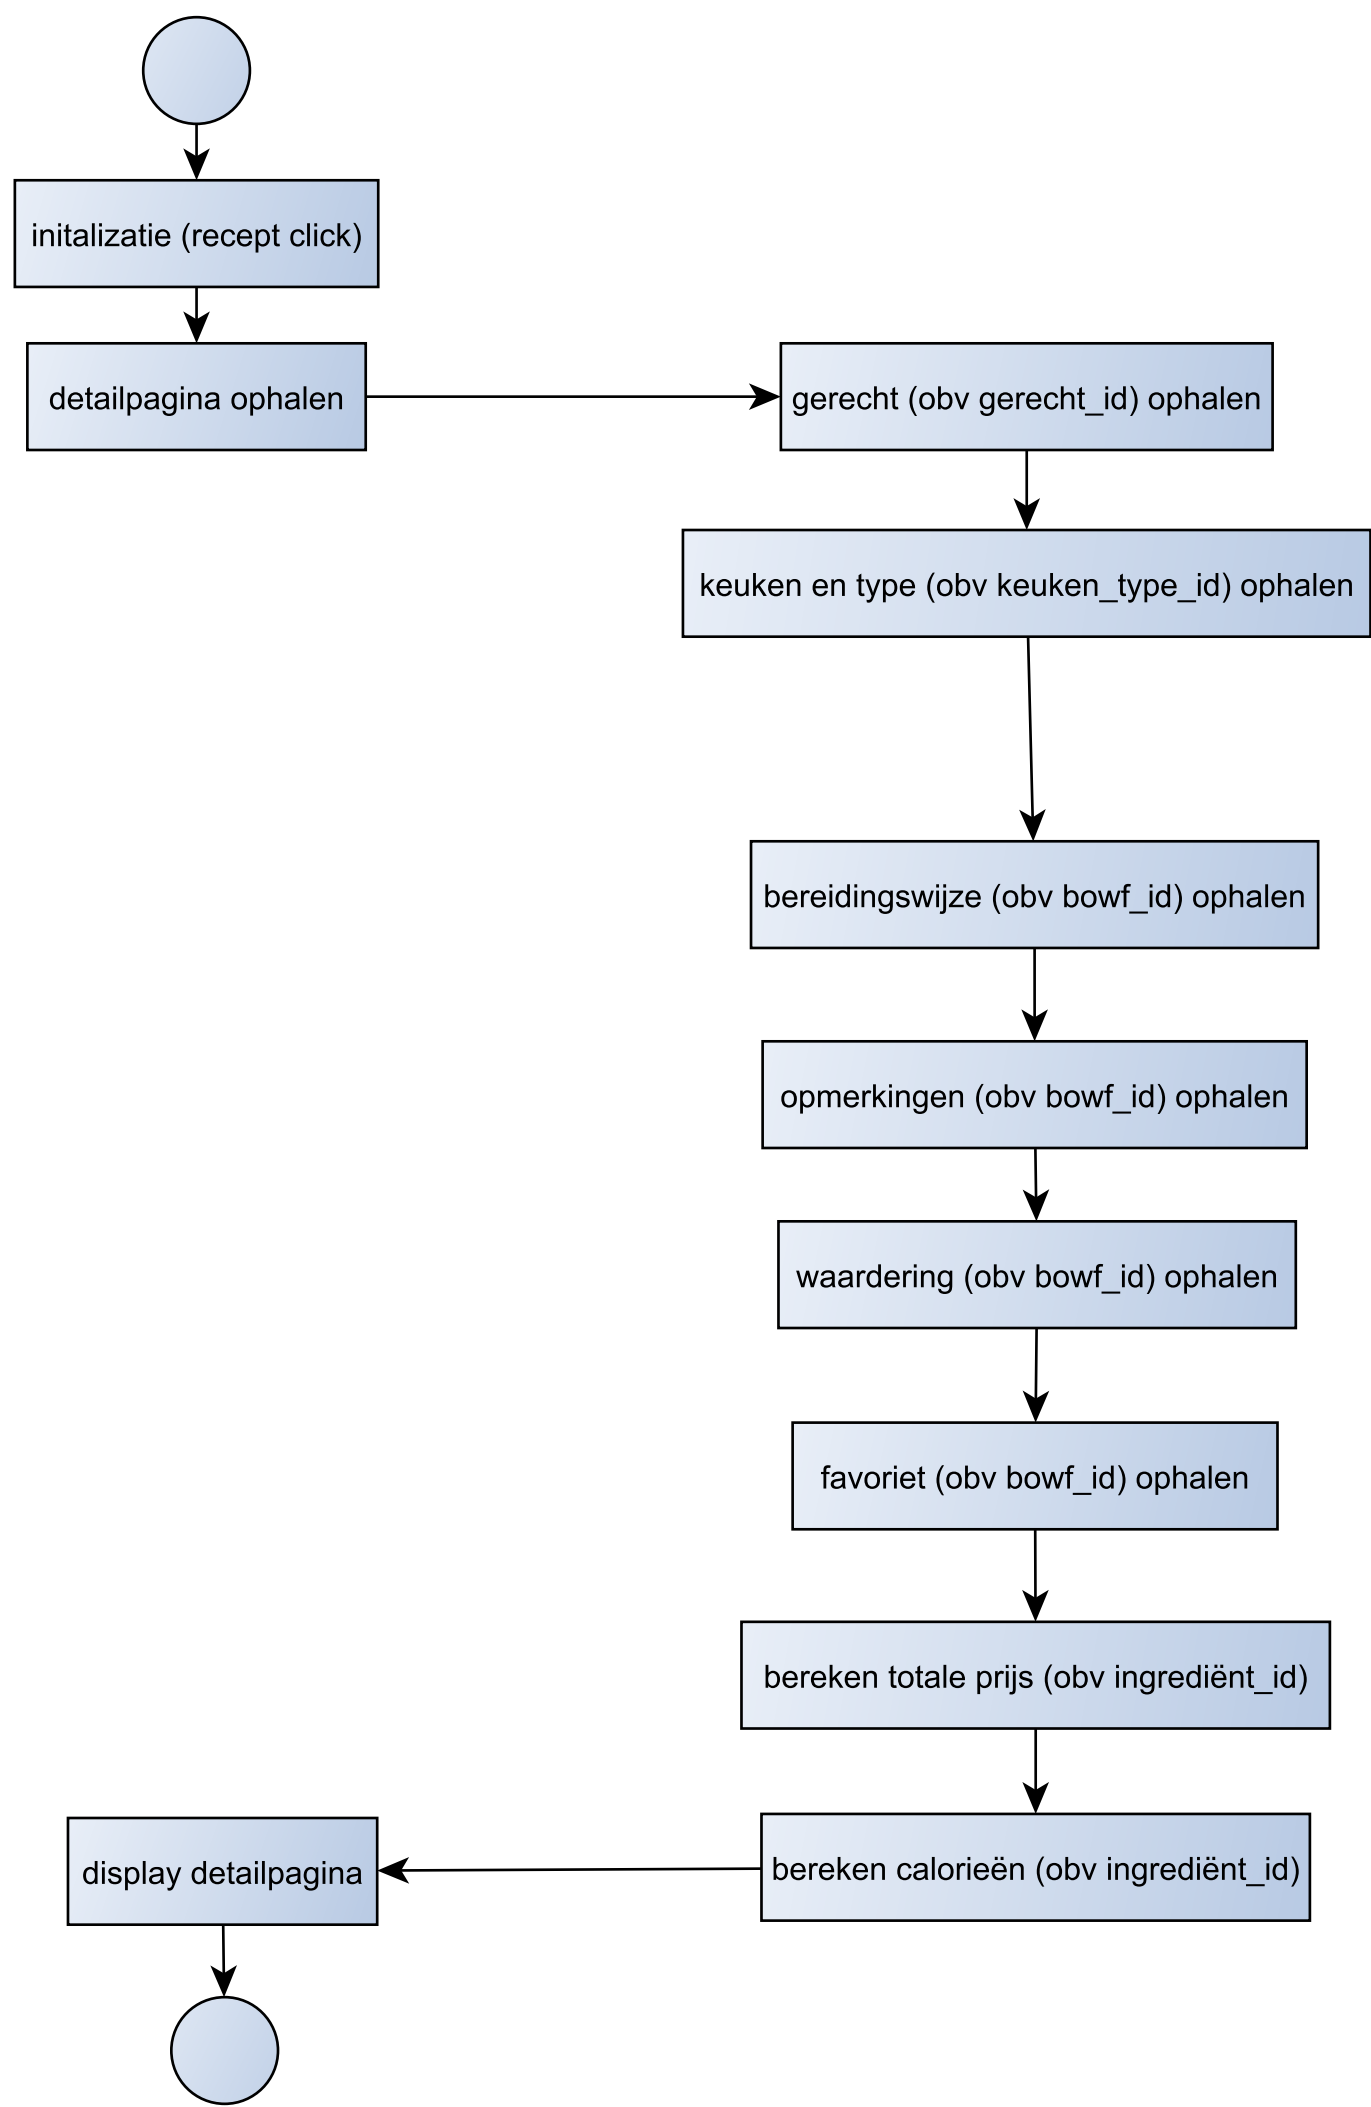 initalizatie (recept click)
detailpagina ophalen
gerecht (obv gerecht_id) ophalen
keuken en type (obv keuken_type_id) ophalen
bereidingswijze (obv bowf_id) ophalen
opmerkingen (obv bowf_id) ophalen
waardering (obv bowf_id) ophalen
favoriet (obv bowf_id) ophalen
bereken totale prijs (obv ingrediënt_id)
bereken calorieën (obv ingrediënt_id)
display detailpagina